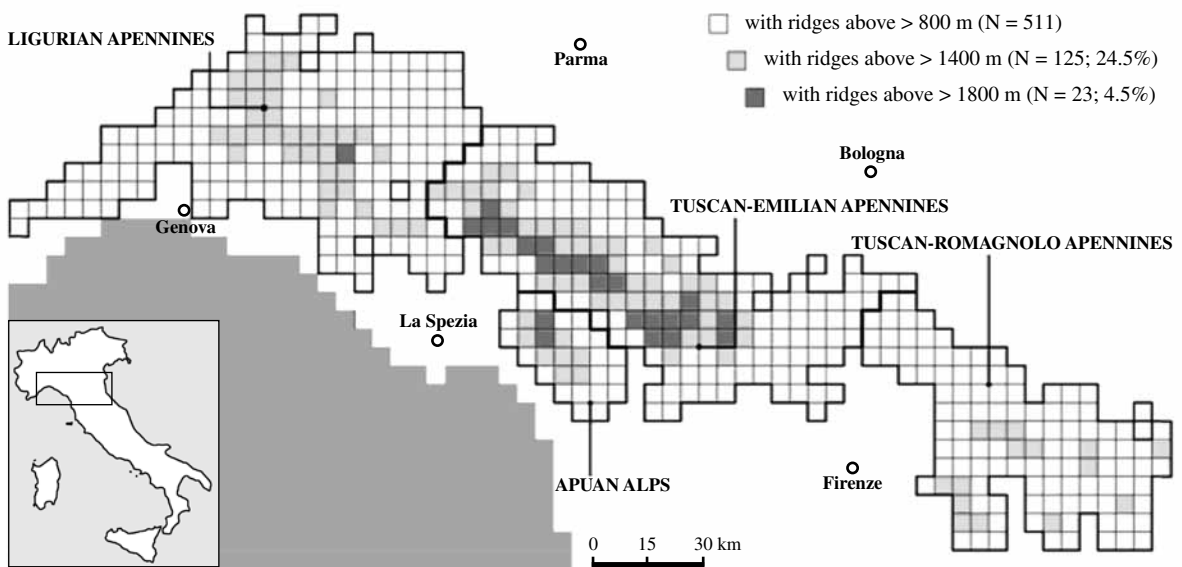 LIGURIAN APENNINES
Parma
with ridges above > 800 m (N = 511)
with ridges above > 1400 m (N = 125; 24.5%)
with ridges above > 1800 m (N = 23; 4.5%)
Bologna
Genova
TUSCAN-EMILIAN APENNINES
TUSCAN-ROMAGNOLO APENNINES
La Spezia
APUAN ALPS
Firenze
0 15 30 km